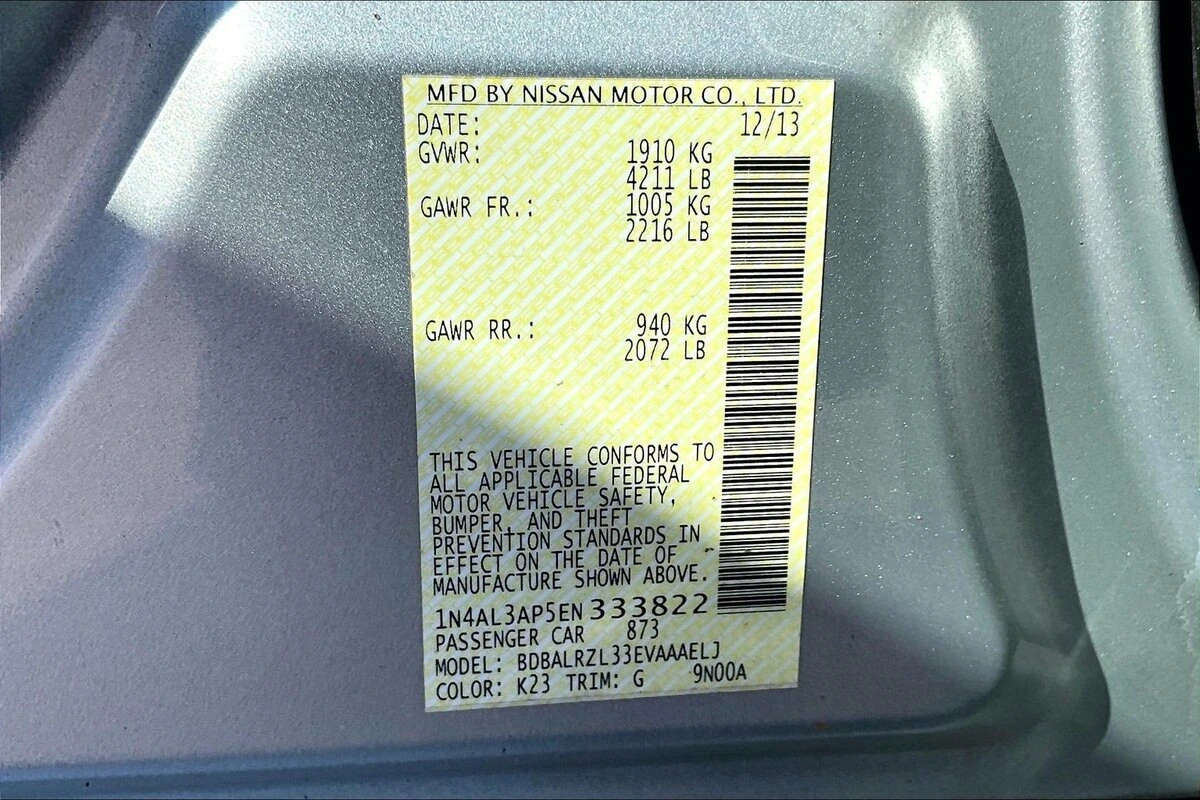 MFD BY NISSAN MOTOR CO., LTD.
DATE: 12/13
GVWR: 1910 KG
4211 LB
GAWR FR.: 1005 KG
2216 LB
GAWR RR.: 940 KG
2072 LB
THIS VEHICLE CONFORMS TO
ALL APPLICABLE FEDERAL
MOTOR VEHICLE SAFETY,
BUMPER, AND THEFT
PREVENTION STANDARDS IN
EFFECT ON THE DATE OF
MANUFACTURE SHOWN ABOVE.
1N4AL3AP5EN 333822
PASSENGER CAR 873
MODEL: BDBALRZL33EVAAAELJ
COLOR: K23 TRIM: G 9N00A